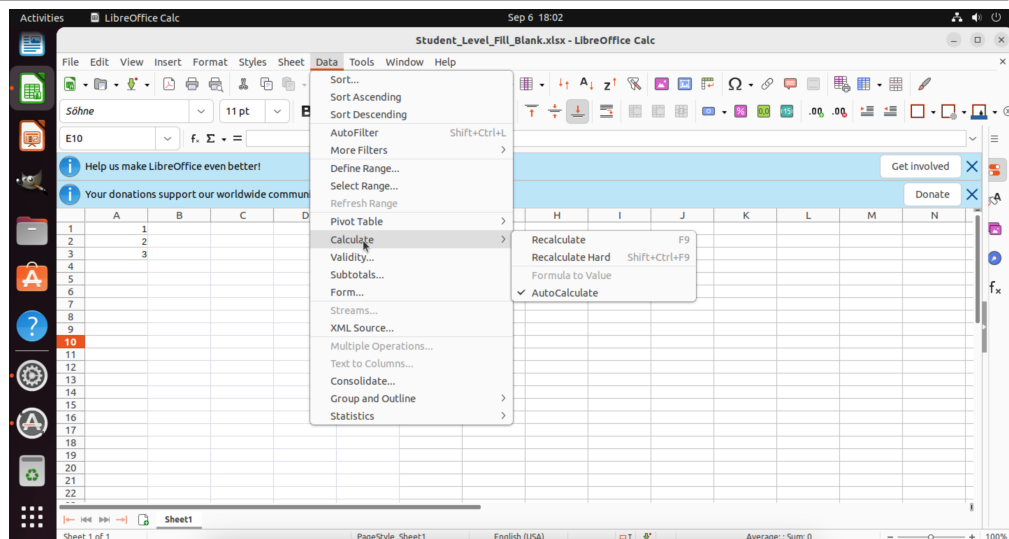 Activities LibreOffice Calc Sep 6 18:02
Student_Level_Fill_Blank.xlsx - LibreOffice Calc
File Edit View Insert Format Styles Sheet Data Tools Window Help
Söhne 11 pt B
E10
Help us make LibreOffice even better! Get involved
Your donations support our worldwide commun Donate
A B C D H I J K L M N
1 1
2 2
3 3
4
5
6
7
8
9
10
11
12
13
14
15
16
17
18
19
20
21
22
Sort...
Sort Ascending
Sort Descending
AutoFilter Shift+Ctrl+L
More Filters
Define Range...
Select Range...
Refresh Range
Pivot Table
Calculate
Validity...
Subtotals...
Form...
Streams...
XML Source...
Multiple Operations...
Text to Columns...
Consolidate...
Group and Outline
Statistics
Recalculate F9
Recalculate Hard Shift+Ctrl+F9
Formula to Value
AutoCalculate
Sheet1
Sheet 1 of 1 PageStyle_Sheet1 English (USA) Average: ; Sum: 0 100%